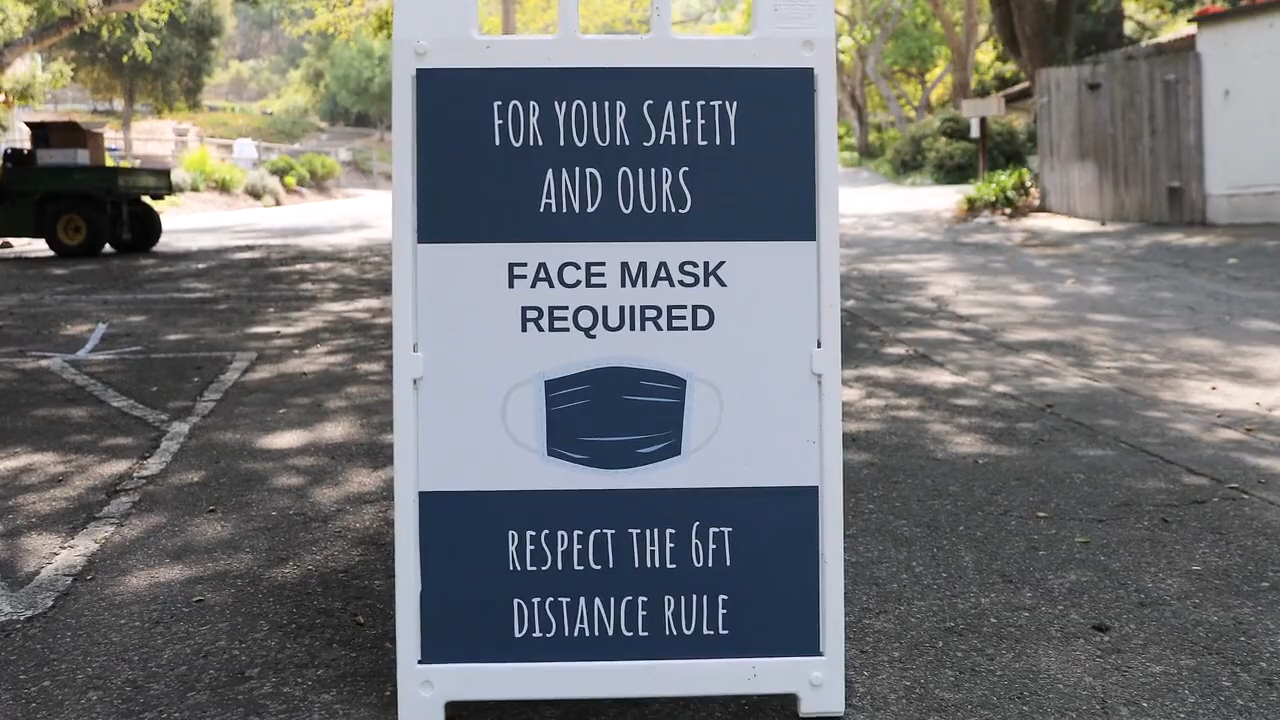 FOR YOUR SAFETY
AND OURS
FACE MASK
REQUIRED
RESPECT THE 6FT
DISTANCE RULE